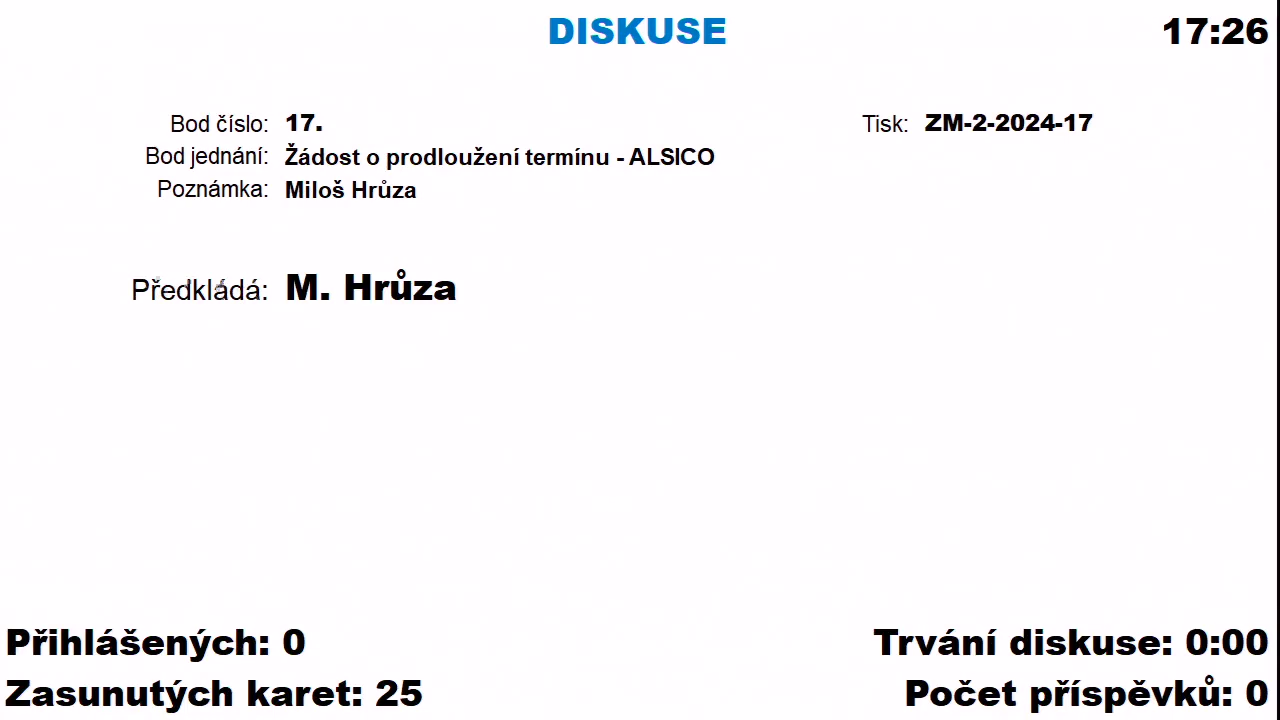 DISKUSE 17:26
Bod číslo: 17. Tisk: ZM-2-2024-17
Bod jednání: Žádost o prodloužení termínu - ALSICO
Poznámka: Miloš Hrůza
Předkládá: M. Hrůza
Přihlášených: 0 Trvání diskuse: 0:00
Zasunutých karet: 25 Počet příspěvků: 0